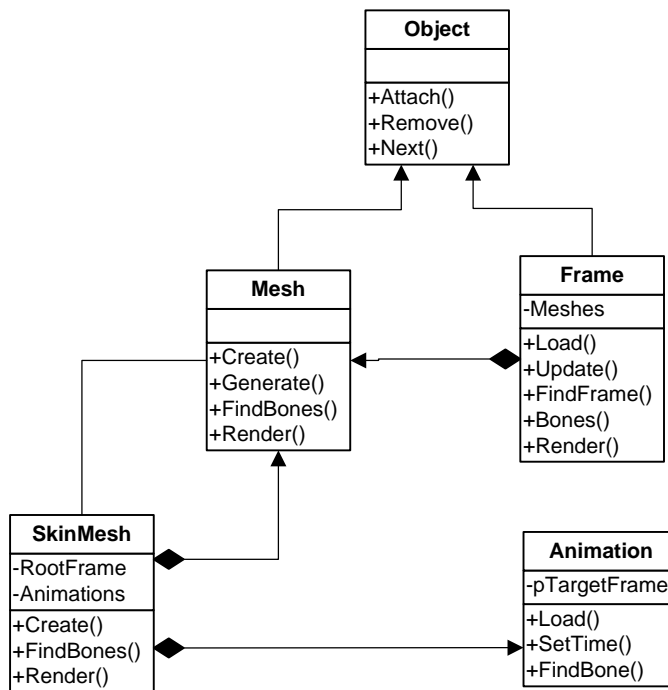 Object
+Attach()
+Remove()
+Next()
Mesh
+Create()
+Generate()
+FindBones()
+Render()
Frame
-Meshes
+Load()
+Update()
+FindFrame()
+Bones()
+Render()
SkinMesh
-RootFrame
-Animations
+Create()
+FindBones()
+Render()
Animation
-pTargetFrame
+Load()
+SetTime()
+FindBone()